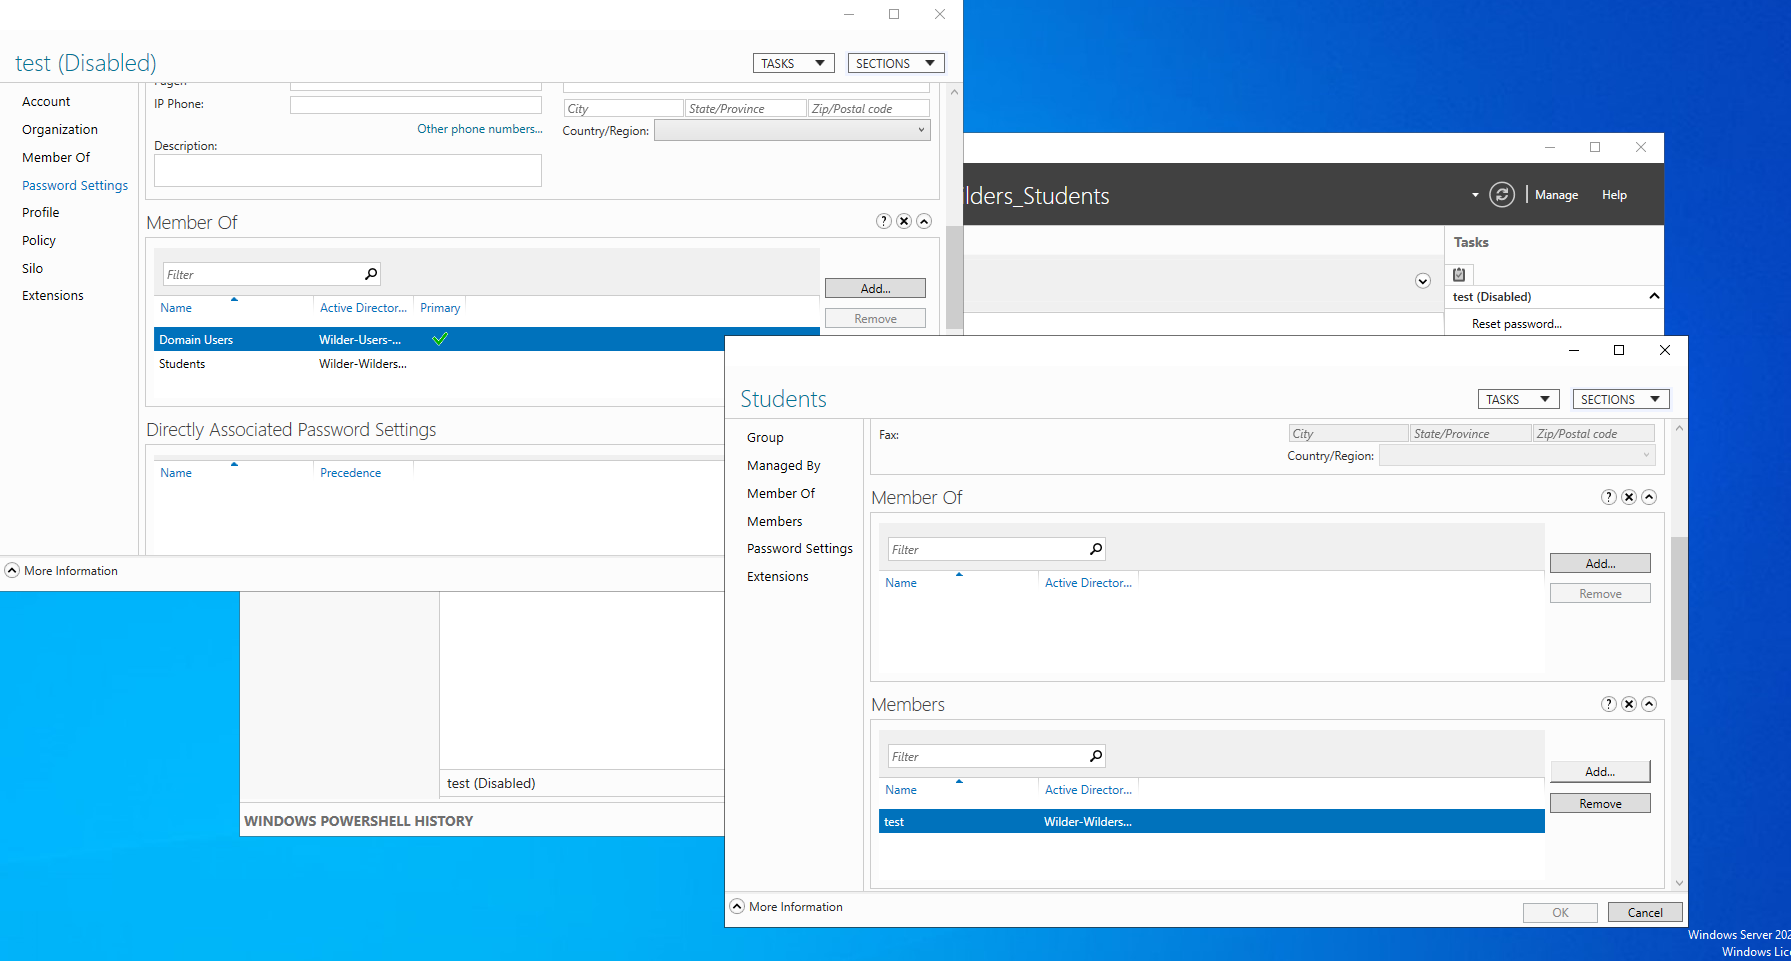 test (Disabled)
TASKS
SECTIONS
Account
Organization
Member Of
Password Settings
Profile
Policy
Silo
Extensions
IP Phone:
Other phone numbers...
Description:
City
State/Province
Zip/Postal code
Country/Region:
Member Of
Filter
Name
Active Director...
Primary
Add...
Remove
Domain Users
Wilder-Users-...
Students
Wilder-Wilders...
Directly Associated Password Settings
Name
Precedence
More Information
ilders_Students
Manage
Help
Tasks
test (Disabled)
Reset password...
test (Disabled)
WINDOWS POWERSHELL HISTORY
Students
TASKS
SECTIONS
Group
Managed By
Member Of
Members
Password Settings
Extensions
Fax:
City
State/Province
Zip/Postal code
Country/Region:
Member Of
Filter
Name
Active Director...
Add...
Remove
Members
Filter
Name
Active Director...
Add...
Remove
test
Wilder-Wilders...
More Information
OK
Cancel
Windows Server 202
Windows Lic